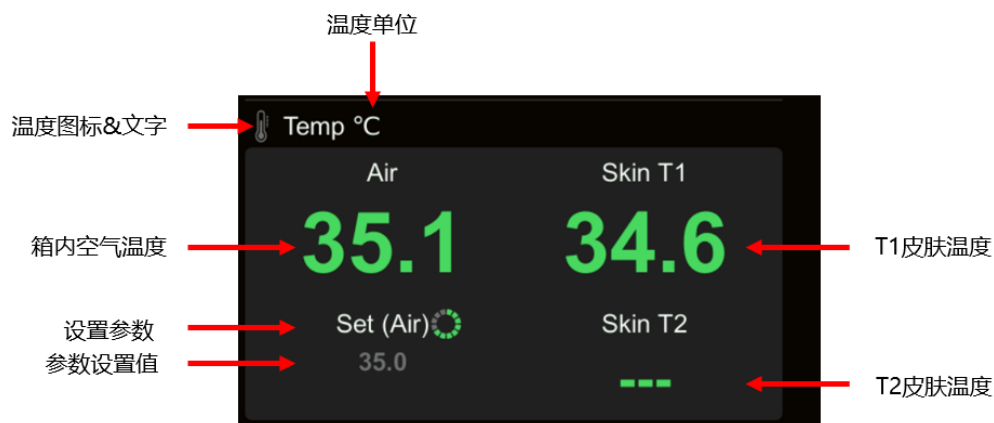 温度单位
温度图标&文字
Temp °C
Air
Skin T1
箱内空气温度
35.1
34.6
T1皮肤温度
设置参数
Set (Air)
Skin T2
参数设置值
35.0
---
T2皮肤温度